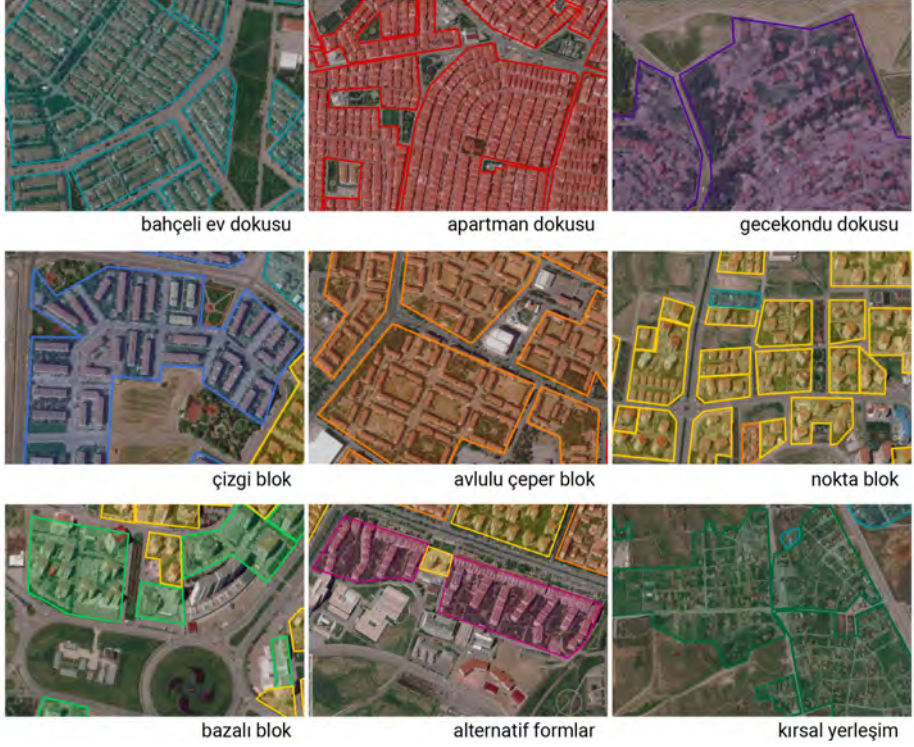 bahçeli ev dokusu
apartman dokusu
gecekondu dokusu
çizgi blok
avlulu çeper blok
nokta blok
bazalı blok
alternatif formlar
kırsal yerleşim